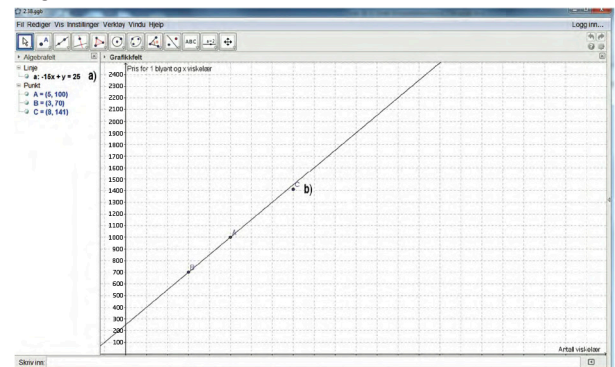 2.38.ggb
Fil Rediger Vis Innstillinger Verktøy Vindu Hjelp
Logg inn...
ABC
a=2
Algebrafelt
Grafikkfelt
Linje
a: -15x + y = 25 a)
Punkt
A = (5, 100)
B = (3, 70)
C = (8, 141)
Pris for 1 blyant og x viskelær
2400
2300
2200
2100
2000
1900
1800
1700
1600
1500
1400
1300
1200
1100
1000
900
800
700
600
500
400
300
200
100
C
b)
A
B
Antall viskelær
Skriv inn: